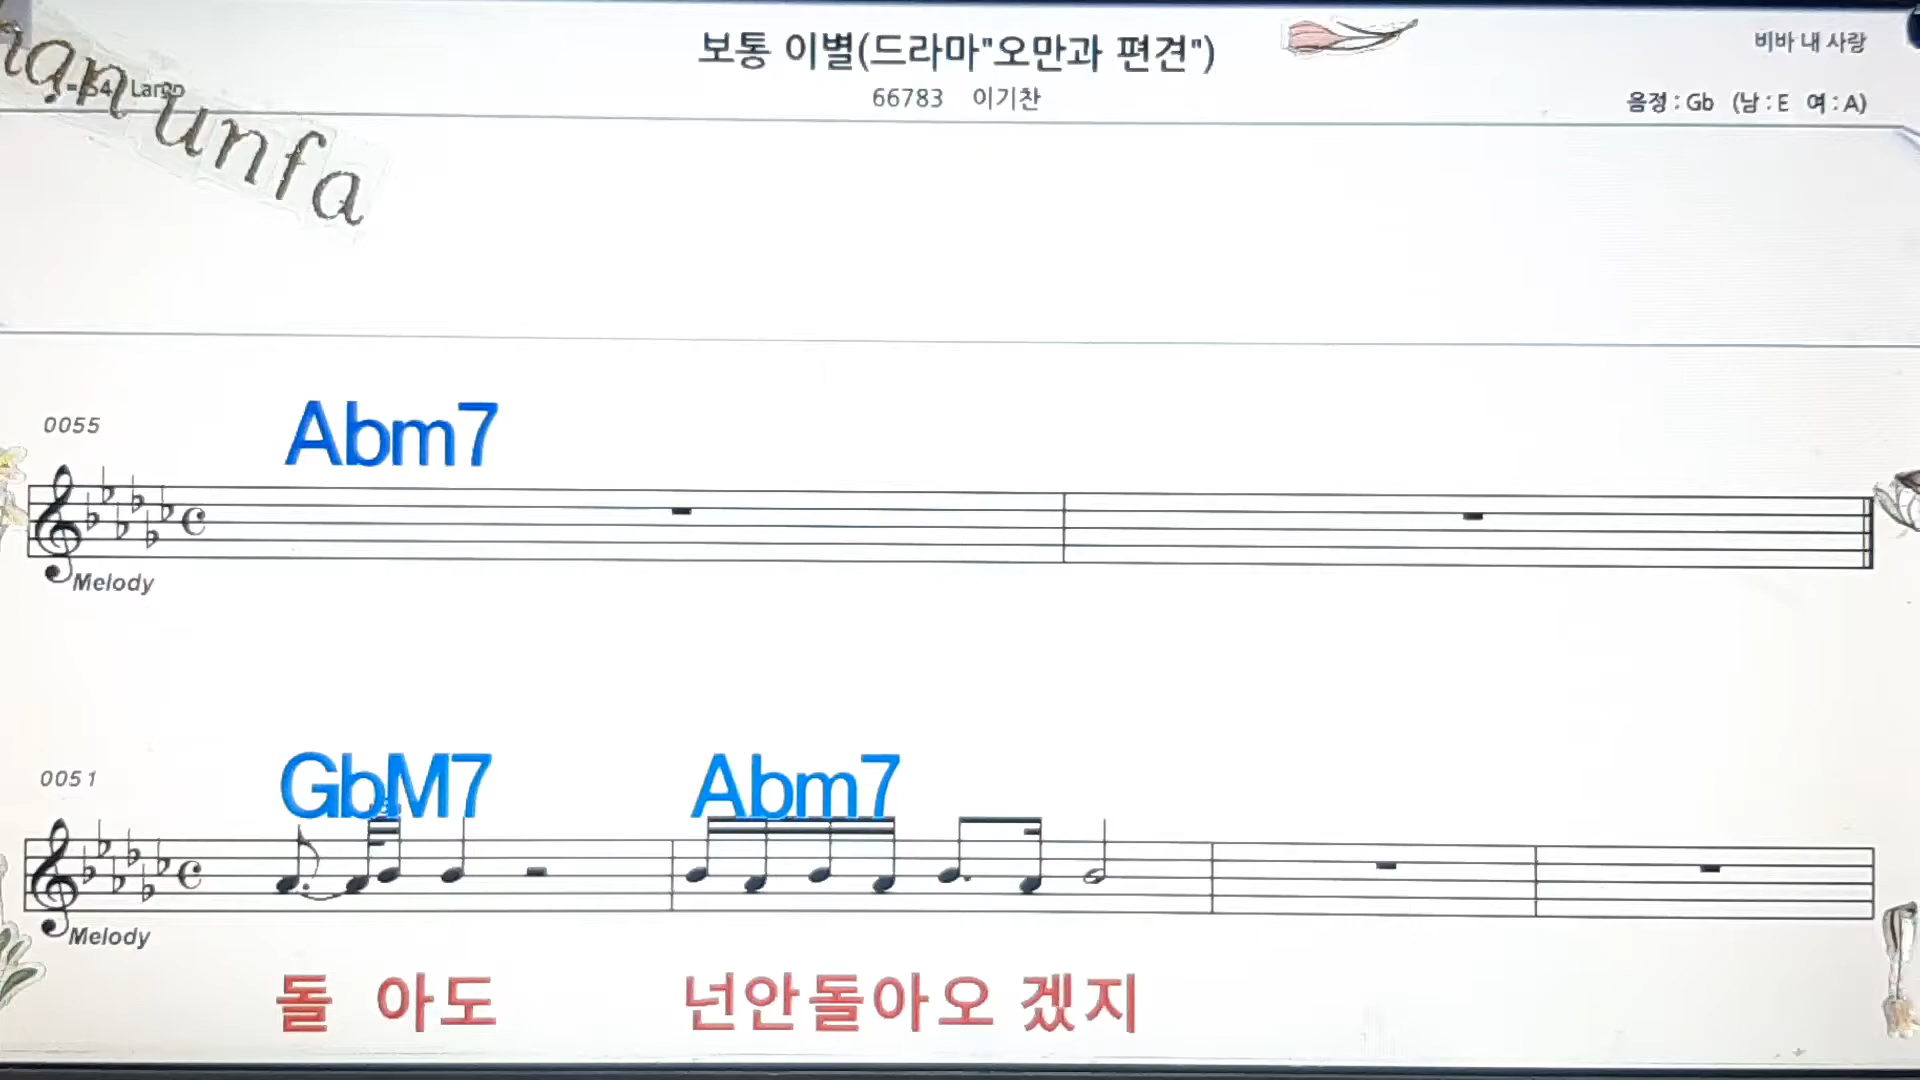 보통 이별(드라마"오만과 편견")
비바 내 사랑
66783 이기찬
음정 : Gb (남 : E 여 : A)
Largo
unfa
0055
Abm7
Melody
0051
GbM7 Abm7
Melody
돌 아도 넌안돌아오 겠지